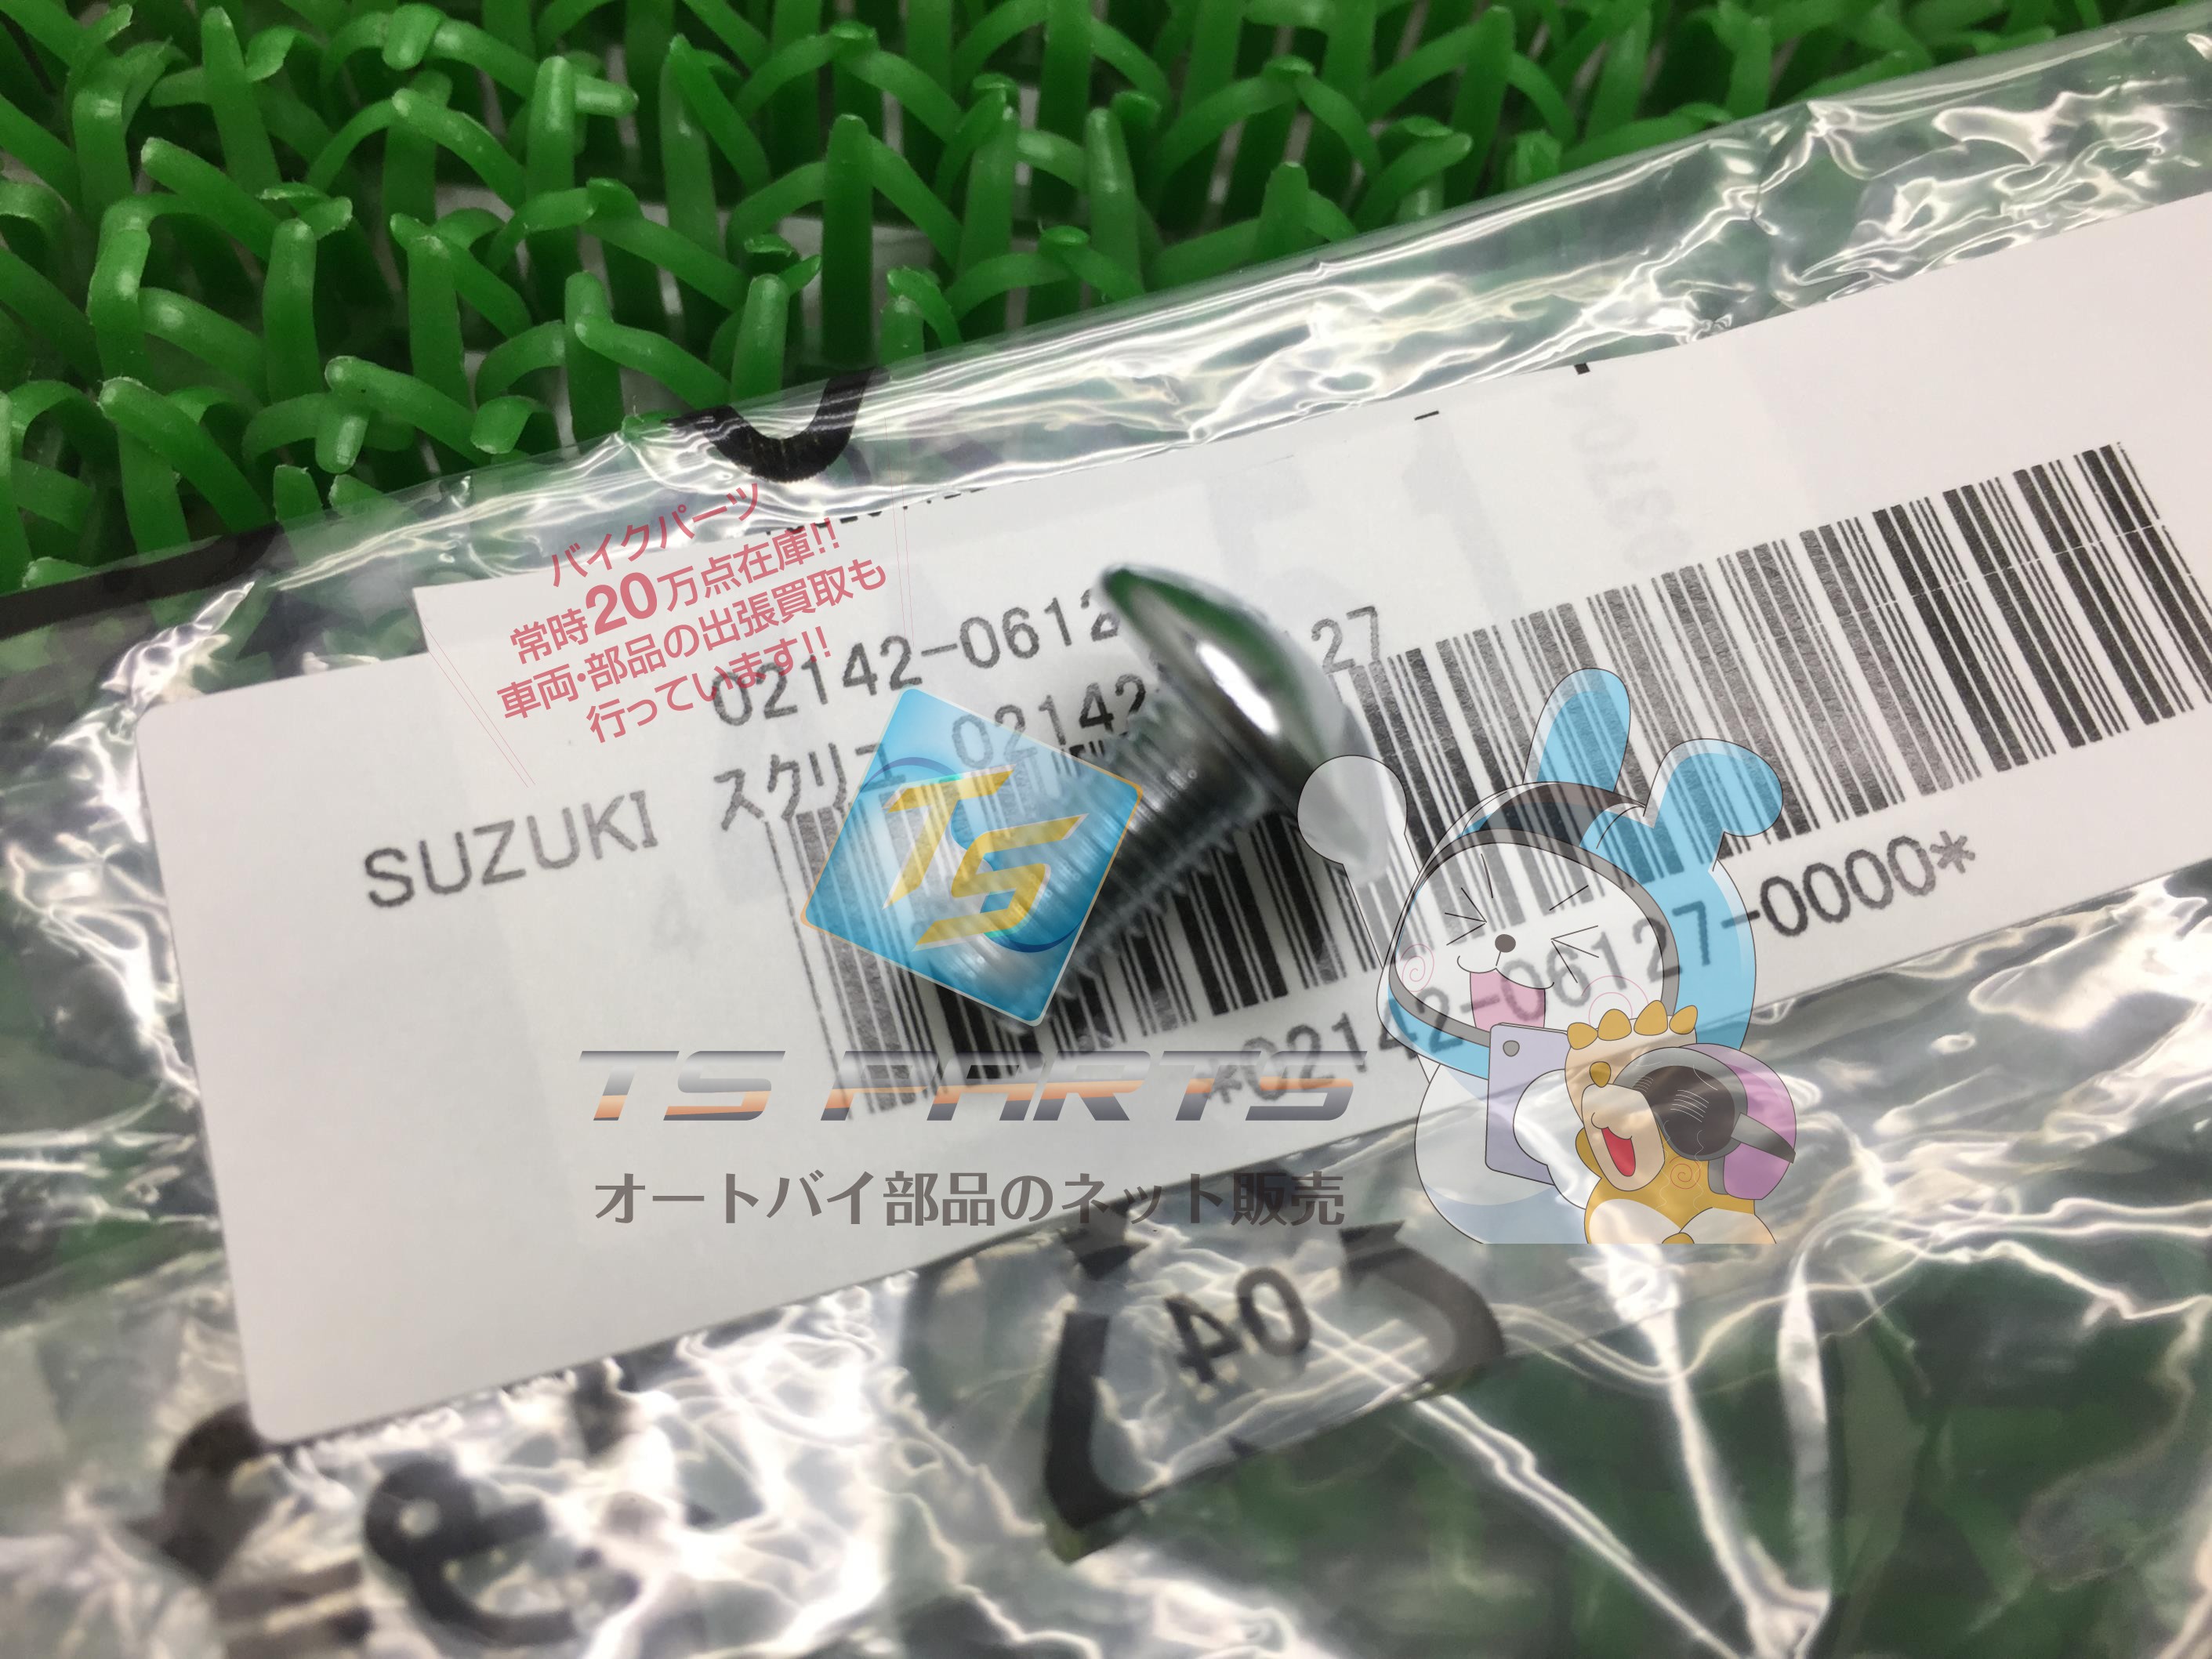 バイクパーツ
常時20万点在庫!!
車両・部品の出張買取も
行っています!!
02142-0612
27
SUZUKI スクリュ 02142
*02142-06127-0000*
TS
TS PARTS
オートバイ部品のネット販売
04